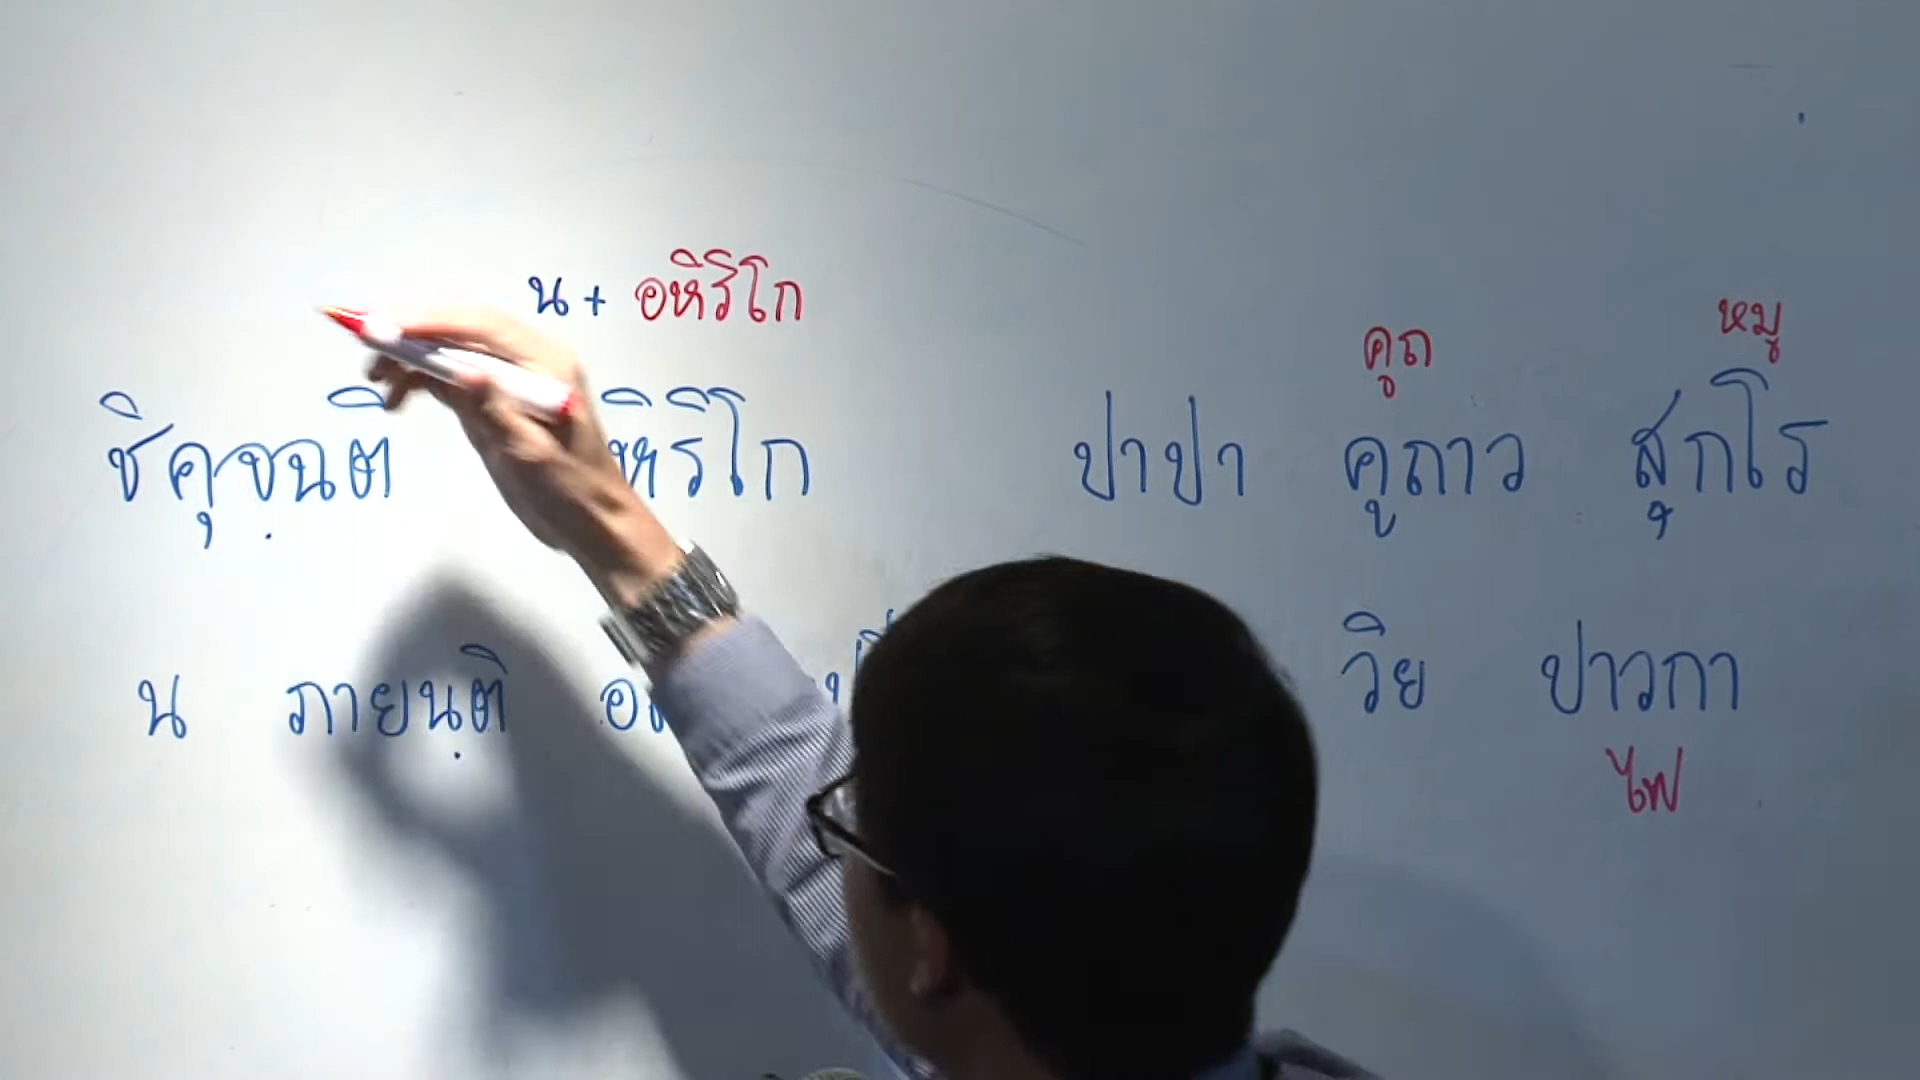 น + อหิริโก
คูถ หมู
ชิคุจฺฉนฺติ หิริโก ปาปา คูถาว สูกโร
น ภายนฺติ วิย ปาวกา
ไฟ